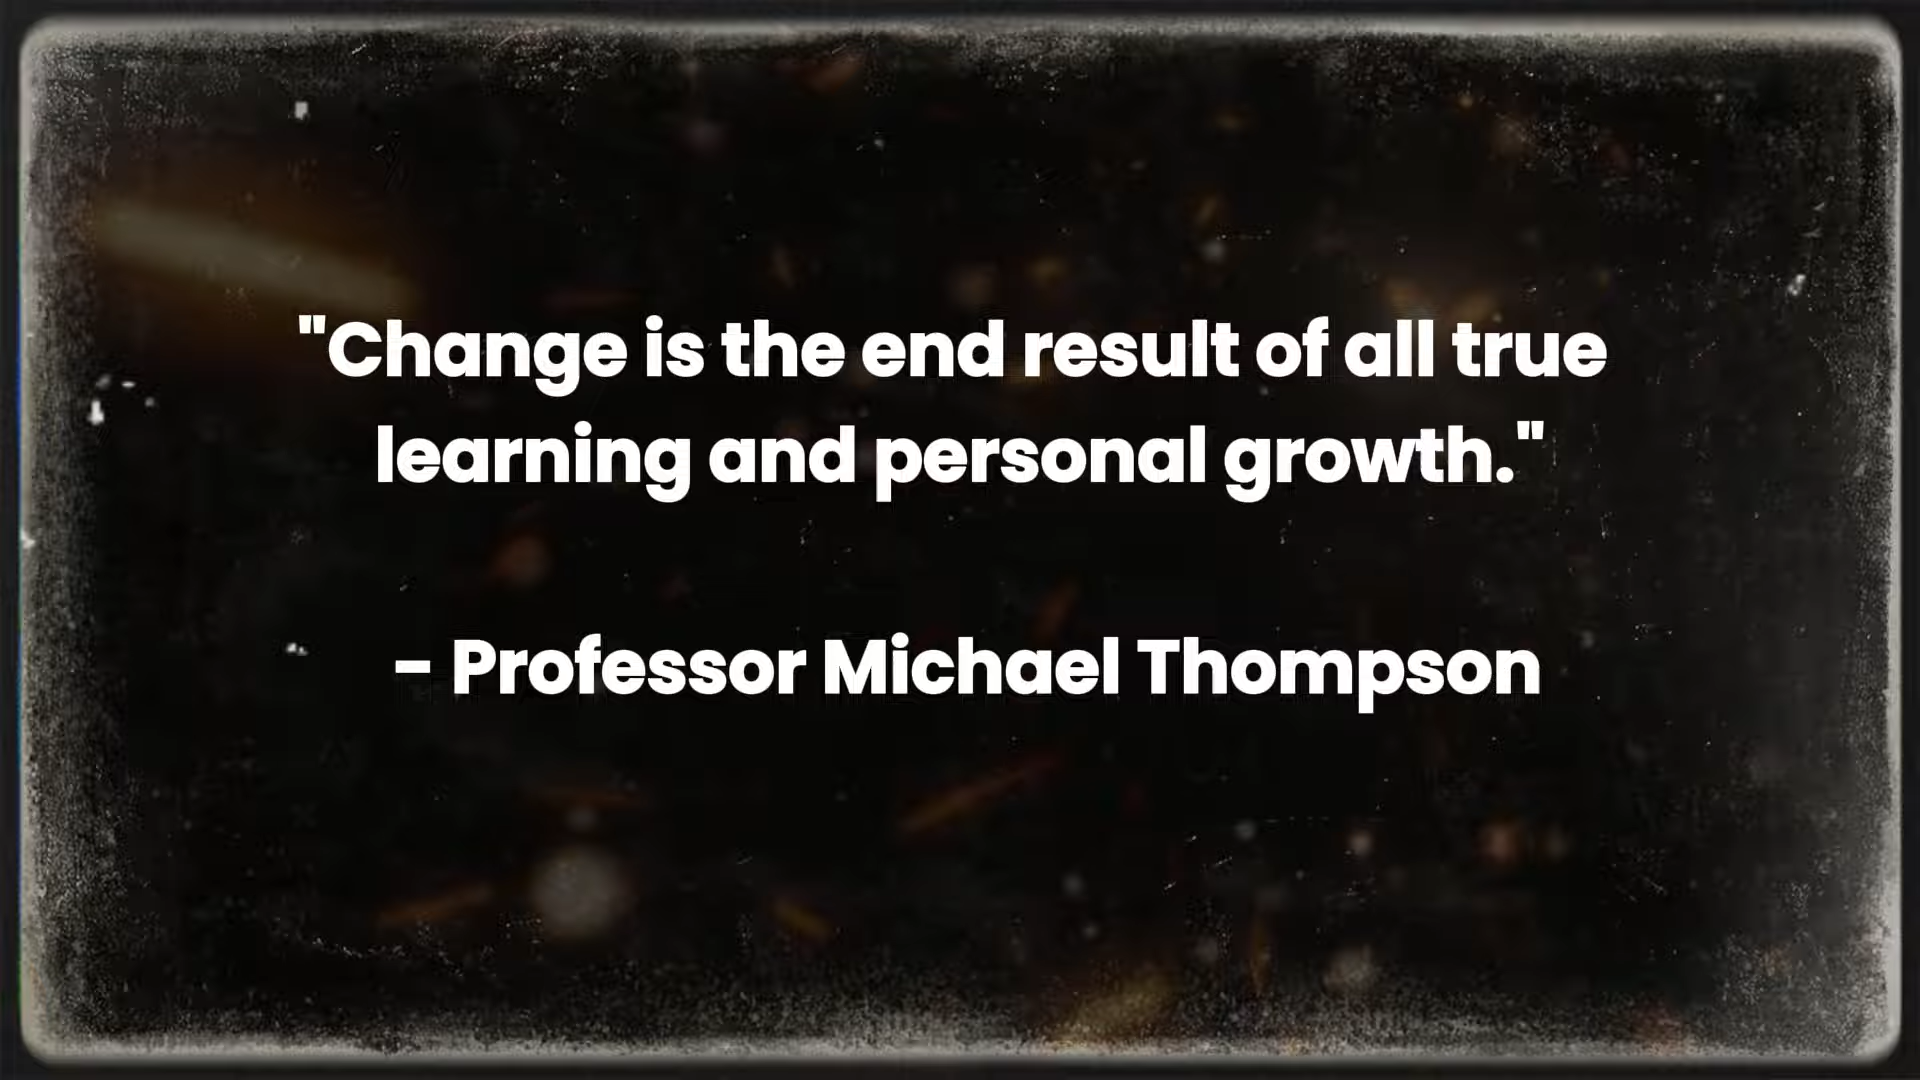 "Change is the end result of all true
learning and personal growth."
- Professor Michael Thompson